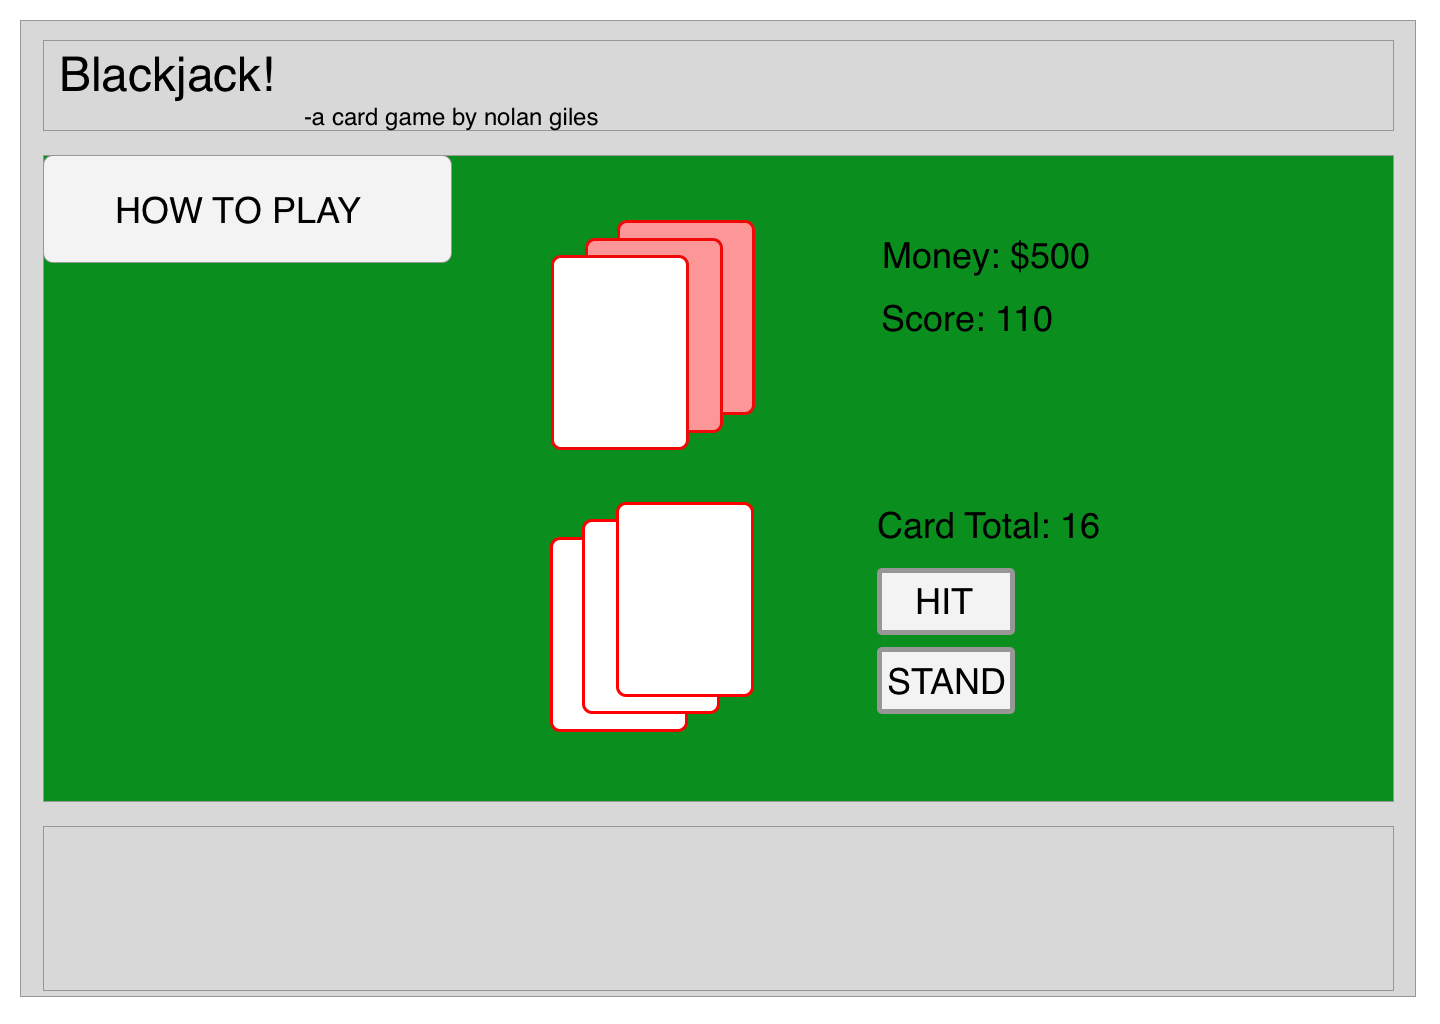 Blackjack!
-a card game by nolan giles
HOW TO PLAY
Money: $500
Score: 110
Card Total: 16
HIT
STAND